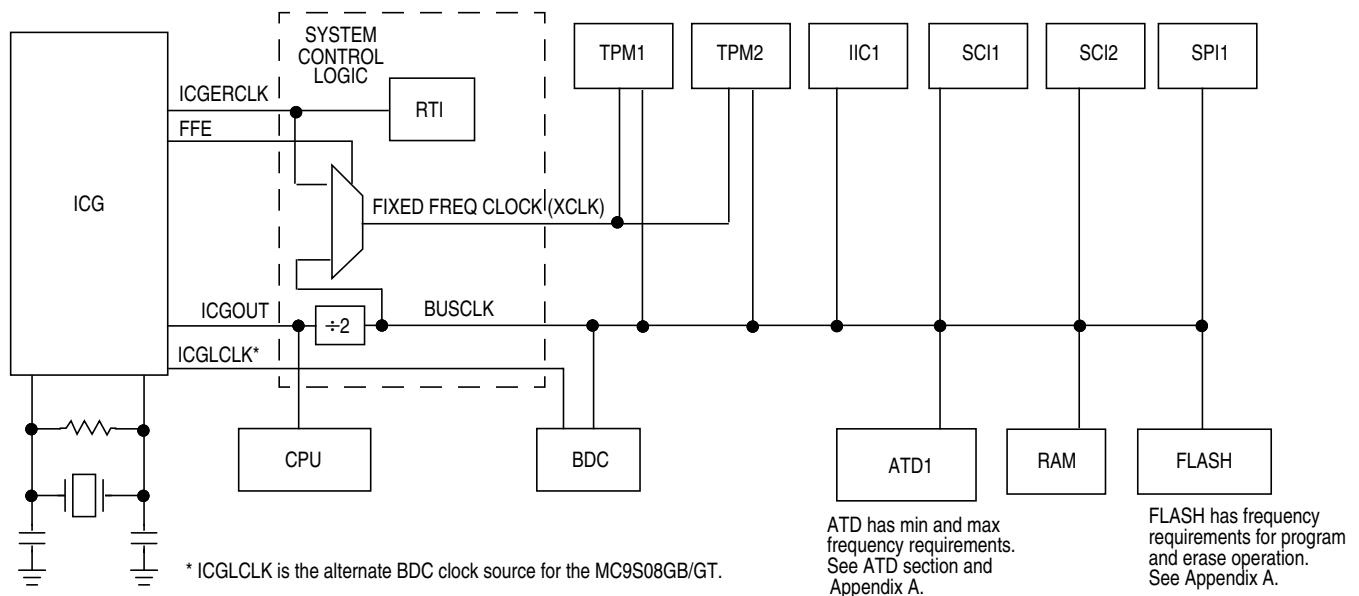 SYSTEM
CONTROL
LOGIC
TPM1
TPM2
IIC1
SCI1
SCI2
SPI1
ICGERCLK
RTI
FFE
ICG
FIXED FREQ CLOCK (XCLK)
ICGOUT
÷2
BUSCLK
ICGLCLK*
CPU
BDC
ATD1
RAM
FLASH
ATD has min and max
frequency requirements.
See ATD section and
Appendix A.
FLASH has frequency
requirements for program
and erase operation.
See Appendix A.
* ICGLCLK is the alternate BDC clock source for the MC9S08GB/GT.